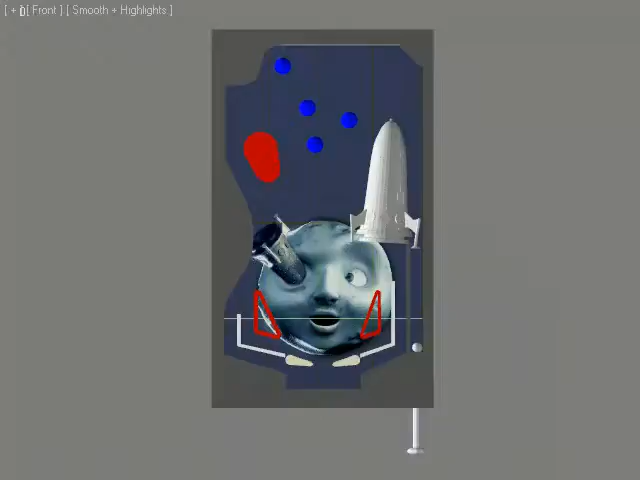 [ + ] [ Front ] [ Smooth + Highlights ]